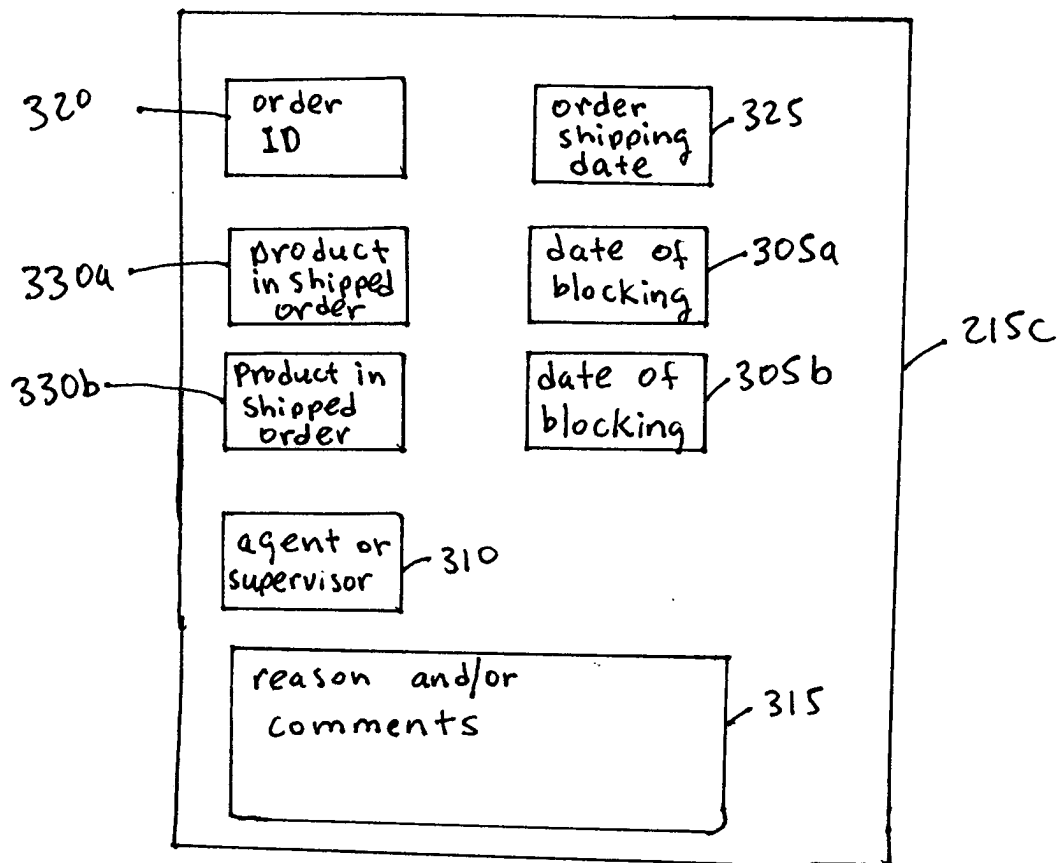 320
order
ID
order
shipping
date
325
330a
product
in shipped
order
date of
blocking
305a
215c
330b
product in
shipped
order
date of
blocking
305b
agent or
supervisor
310
reason and/or
comments
315